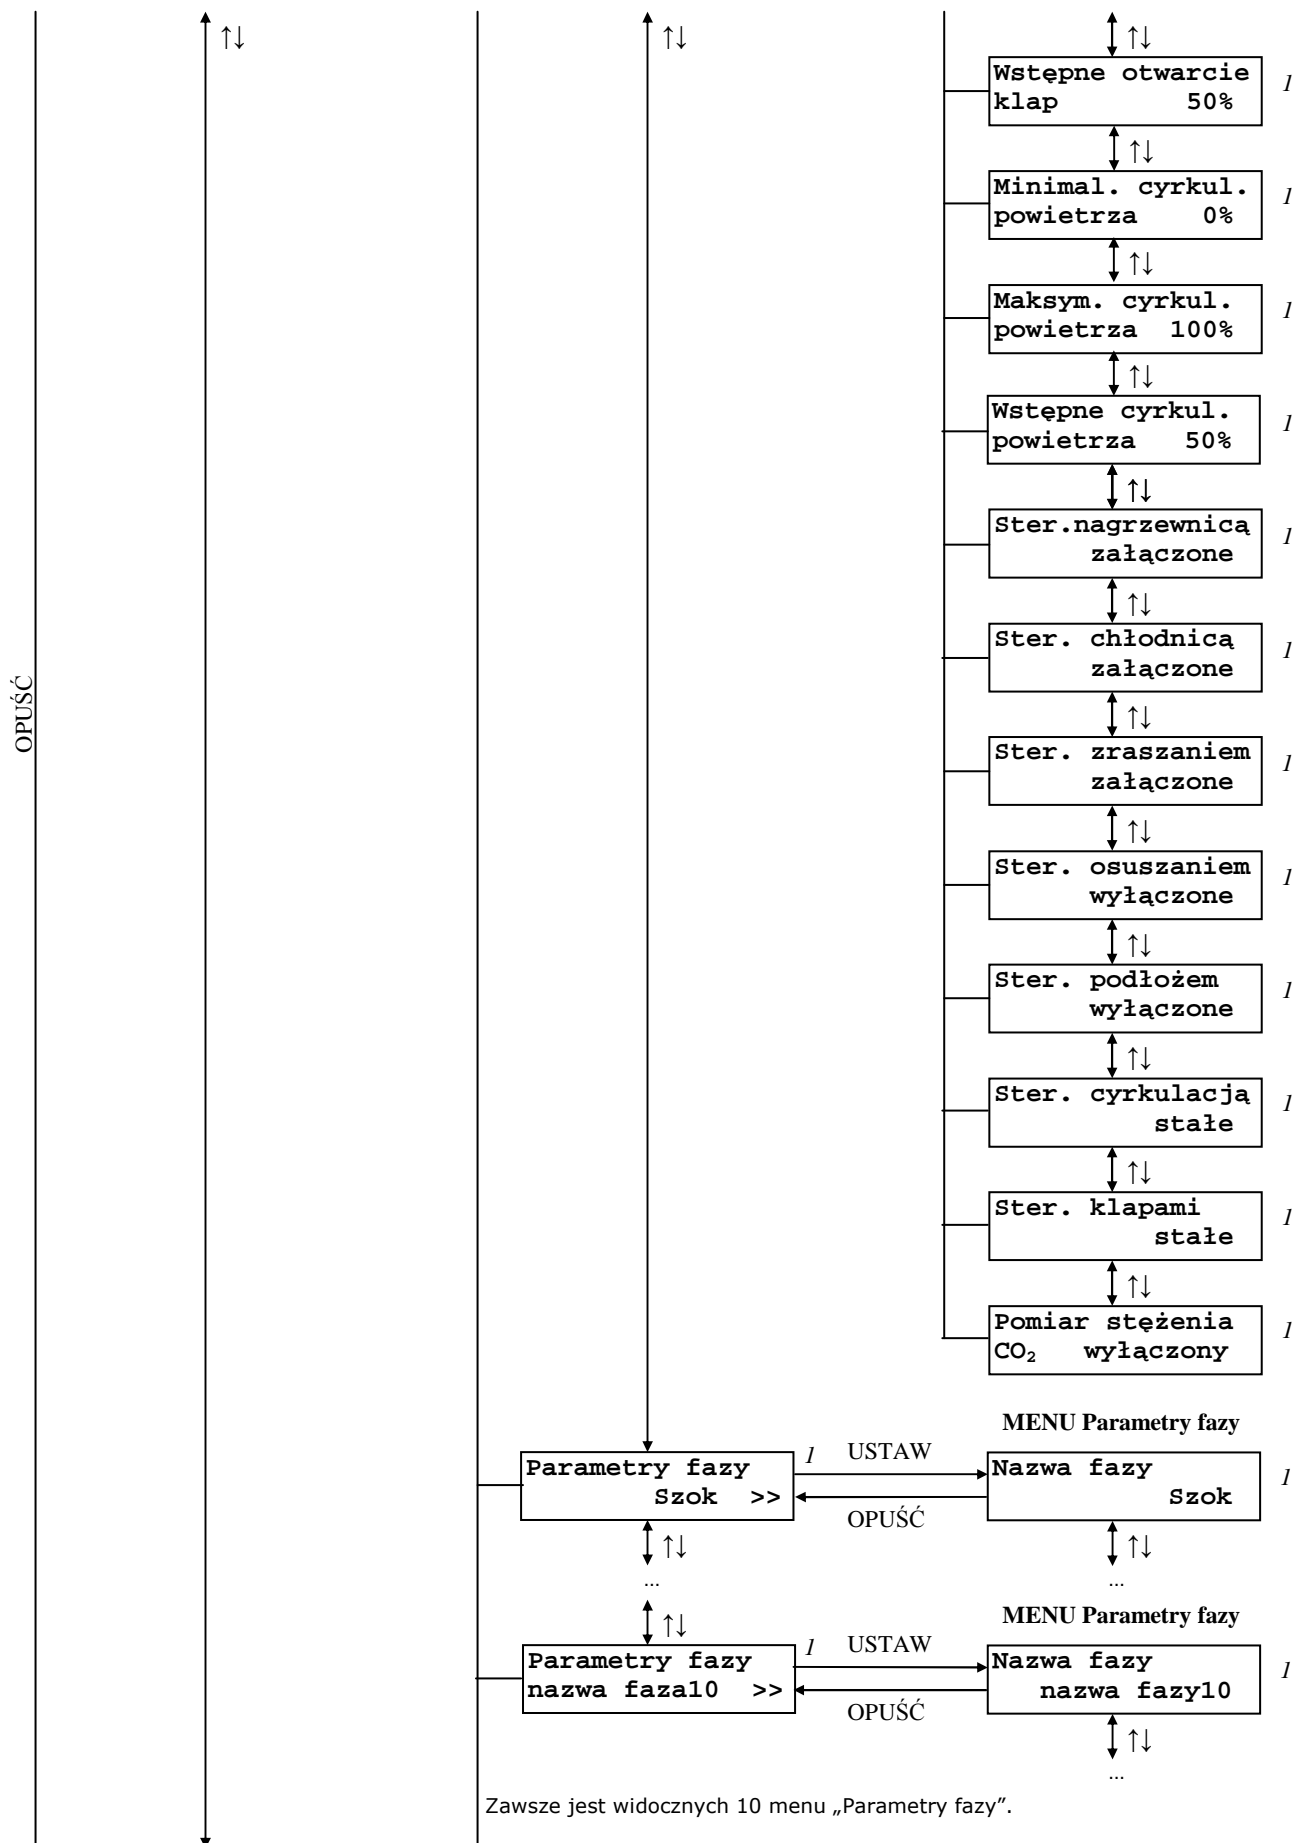 ↑↓ ↑↓ ↑↓
Wstępne otwarcie
klap 50%
1
↑↓
Minimal. cyrkul.
powietrza 0%
1
↑↓
Maksym. cyrkul.
powietrza 100%
1
↑↓
Wstępne cyrkul.
powietrza 50%
1
↑↓
Ster.nagrzewnicą
załączone
1
↑↓
Ster. chłodnicą
załączone
1
OPUŚĆ
↑↓
Ster. zraszaniem
załączone
1
↑↓
Ster. osuszaniem
wyłączone
1
↑↓
Ster. podłożem
wyłączone
1
↑↓
Ster. cyrkulacją
stałe
1
↑↓
Ster. klapami
stałe
1
↑↓
Pomiar stężenia
CO₂ wyłączony
1
MENU Parametry fazy
Parametry fazy
Szok >>
1 USTAW
OPUŚĆ
Nazwa fazy
Szok
1
↑↓ ↑↓
... ...
↑↓
MENU Parametry fazy
Parametry fazy
nazwa faza10 >>
1 USTAW
OPUŚĆ
Nazwa fazy
nazwa fazy10
1
↑↓
...
Zawsze jest widocznych 10 menu „Parametry fazy”.